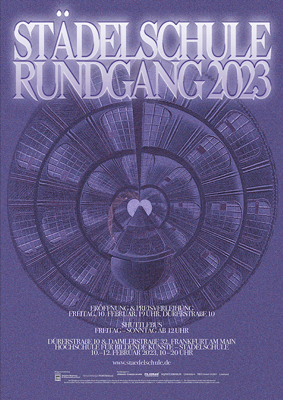 STÄDELSCHULE
RUNDGANG 2023
ERÖFFNUNG & PREISVERLEIHUNG
FREITAG, 10. FEBRUAR, 19 UHR, DÜRERSTRAßE 10
SHUTTLEBUS
FREITAG – SONNTAG AB 12 UHR
DÜRERSTRAßE 10 & DAIMLERSTRAßE 32, FRANKFURT AM MAIN
HOCHSCHULE FÜR BILDENDE KÜNSTE – STÄDELSCHULE
10.–12. FEBRUAR 2023, 10–20 UHR
www.staedelschule.de